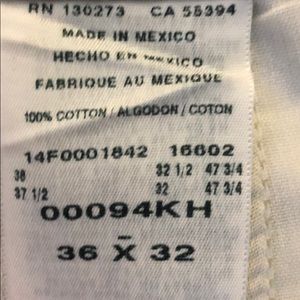 RN 130273 CA 55394
MADE IN MEXICO
HECHO EN MEXICO
FABRIQUE AU MEXIQUE
100% COTTON / ALGODON / COTON
14F0001842 16602
38 32 1/2 47 3/4
37 1/2 32 47 3/4
00094KH
36 X 32